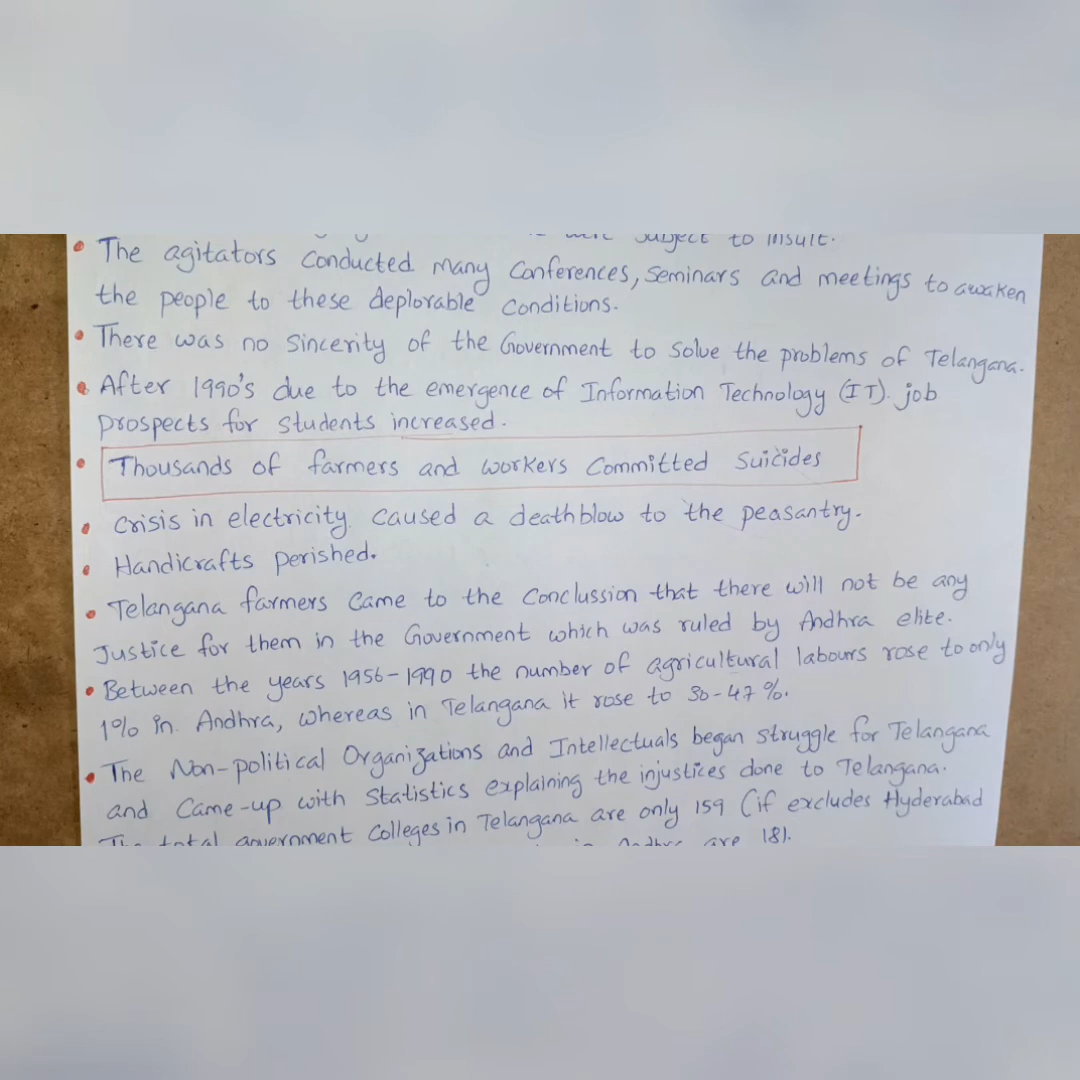 subject to insult.
• The agitators conducted many Conferences, Seminars and meetings to awaken
the people to these deplorable conditions.
• There was no Sincerity of the Government to Solve the problems of Telangana.
• After 1990's due to the emergence of Information Technology (IT). job
prospects for students increased.
• Thousands of farmers and workers Committed Suicides
• Crisis in electricity caused a deathblow to the peasantry.
• Handicrafts perished.
• Telangana farmers came to the Conclussion that there will not be any
Justice for them in the Government which was ruled by Andhra elite.
• Between the years 1956-1990 the number of agricultural labours rose to only
1% in Andhra, whereas in Telangana it rose to 30-47%.
• The Non-political Organizations and Intellectuals began struggle for Telangana
and Came-up with Statistics explaining the injustices done to Telangana.
The total government Colleges in Telangana are only 159 (if excludes Hyderabad
in Andhra are 181.